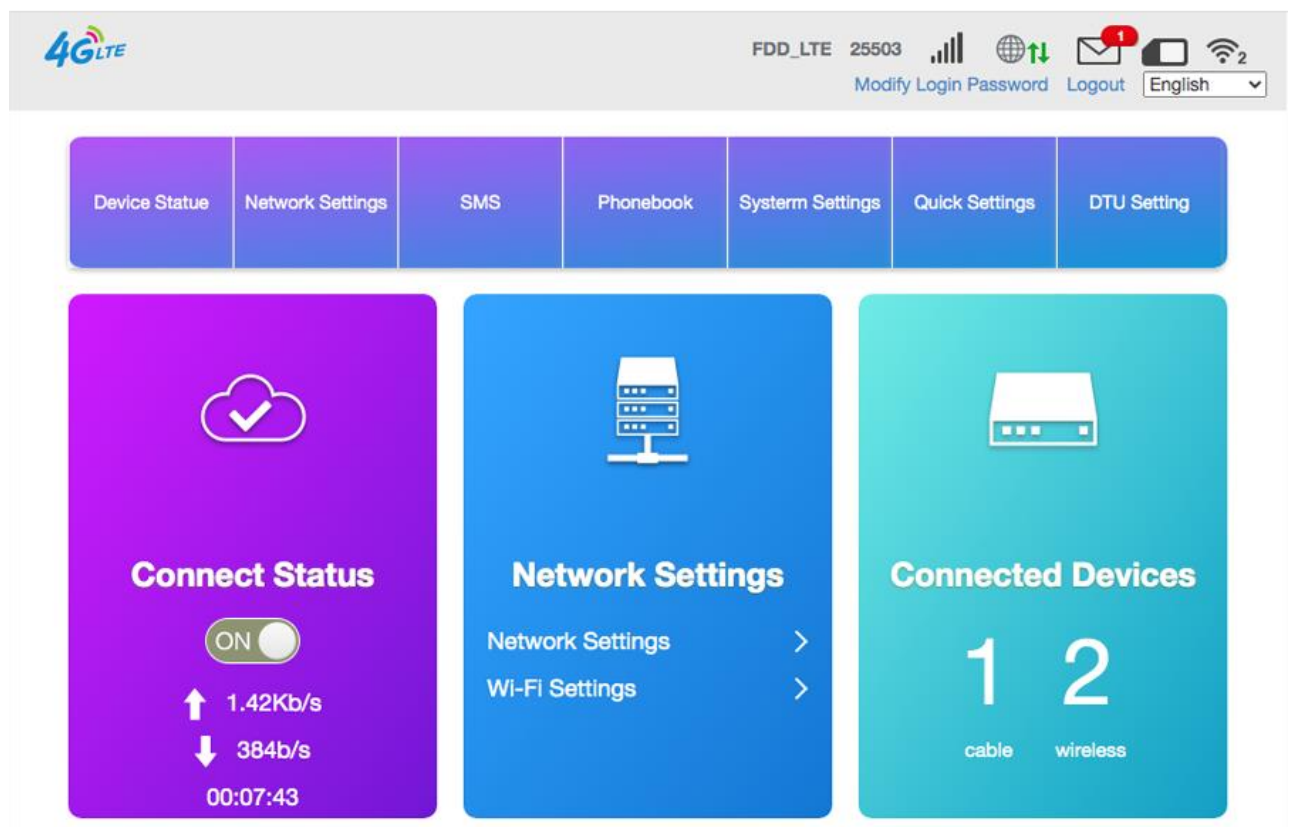 4GLTE
FDD_LTE 25503 1 2
Modify Login Password Logout English
Device Statue Network Settings SMS Phonebook Systerm Settings Quick Settings DTU Setting
Connect Status
ON
1.42Kb/s
384b/s
00:07:43
Network Settings
Network Settings
Wi-Fi Settings
Connected Devices
1 2
cable wireless